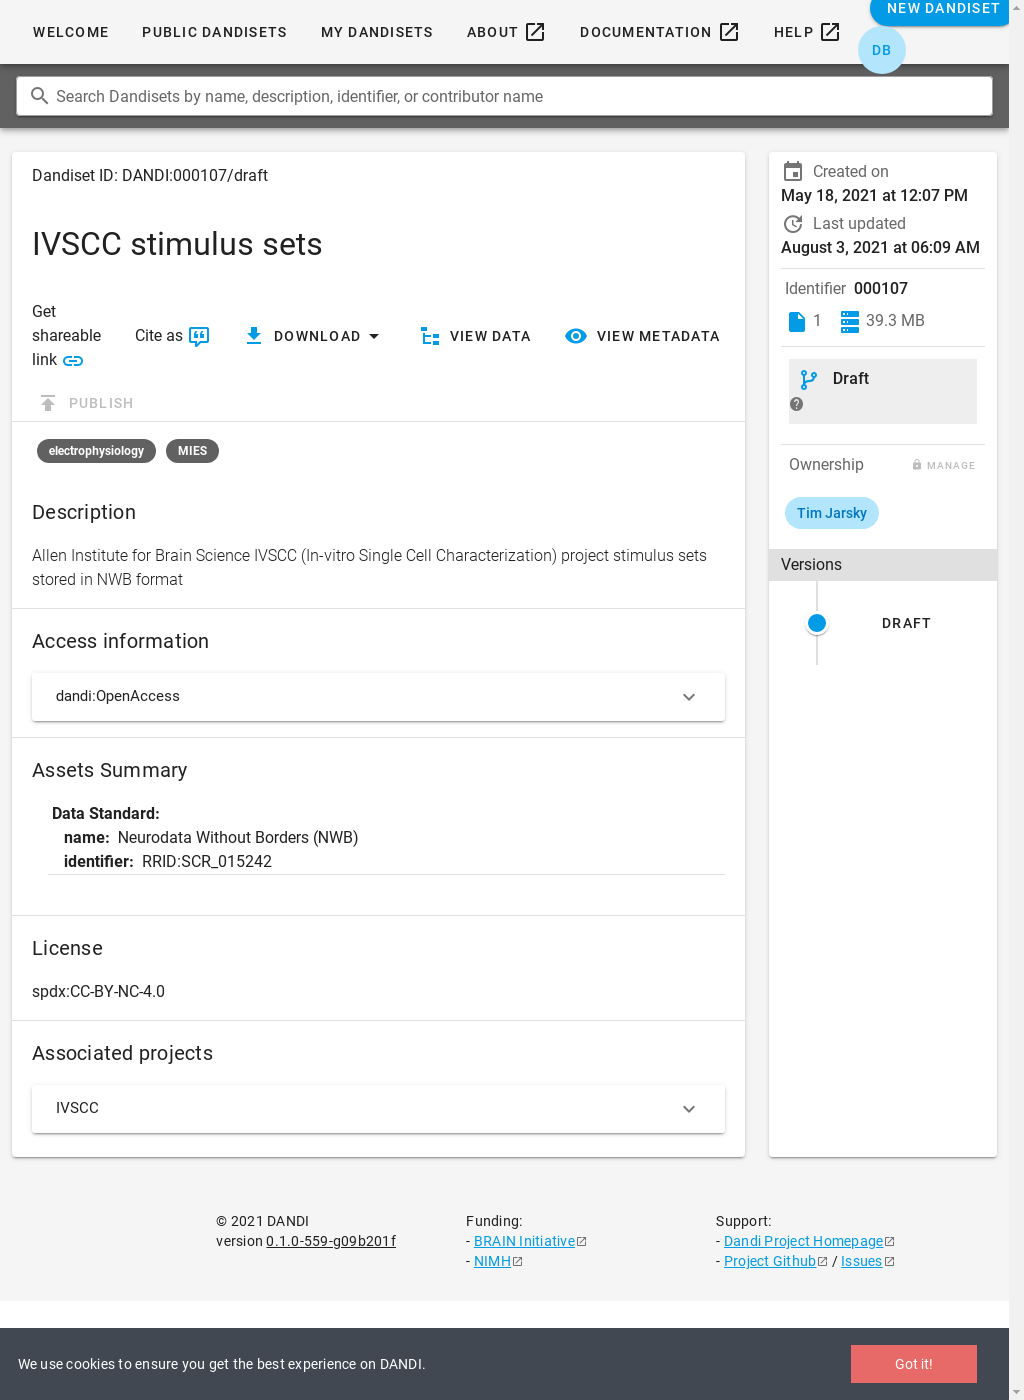 WELCOME PUBLIC DANDISETS MY DANDISETS ABOUT DOCUMENTATION HELP NEW DANDISET
DB
Search Dandisets by name, description, identifier, or contributor name
Dandiset ID: DANDI:000107/draft
IVSCC stimulus sets
Get
shareable
link
Cite as DOWNLOAD VIEW DATA VIEW METADATA
PUBLISH
electrophysiology MIES
Description
Allen Institute for Brain Science IVSCC (In-vitro Single Cell Characterization) project stimulus sets
stored in NWB format
Access information
dandi:OpenAccess
Assets Summary
Data Standard:
name: Neurodata Without Borders (NWB)
identifier: RRID:SCR_015242
License
spdx:CC-BY-NC-4.0
Associated projects
IVSCC
Created on
May 18, 2021 at 12:07 PM
Last updated
August 3, 2021 at 06:09 AM
Identifier 000107
1 39.3 MB
Draft
Ownership MANAGE
Tim Jarsky
Versions
DRAFT
© 2021 DANDI
version 0.1.0-559-g09b201f
Funding:
- BRAIN Initiative
- NIMH
Support:
- Dandi Project Homepage
- Project Github / Issues
We use cookies to ensure you get the best experience on DANDI.
Got it!